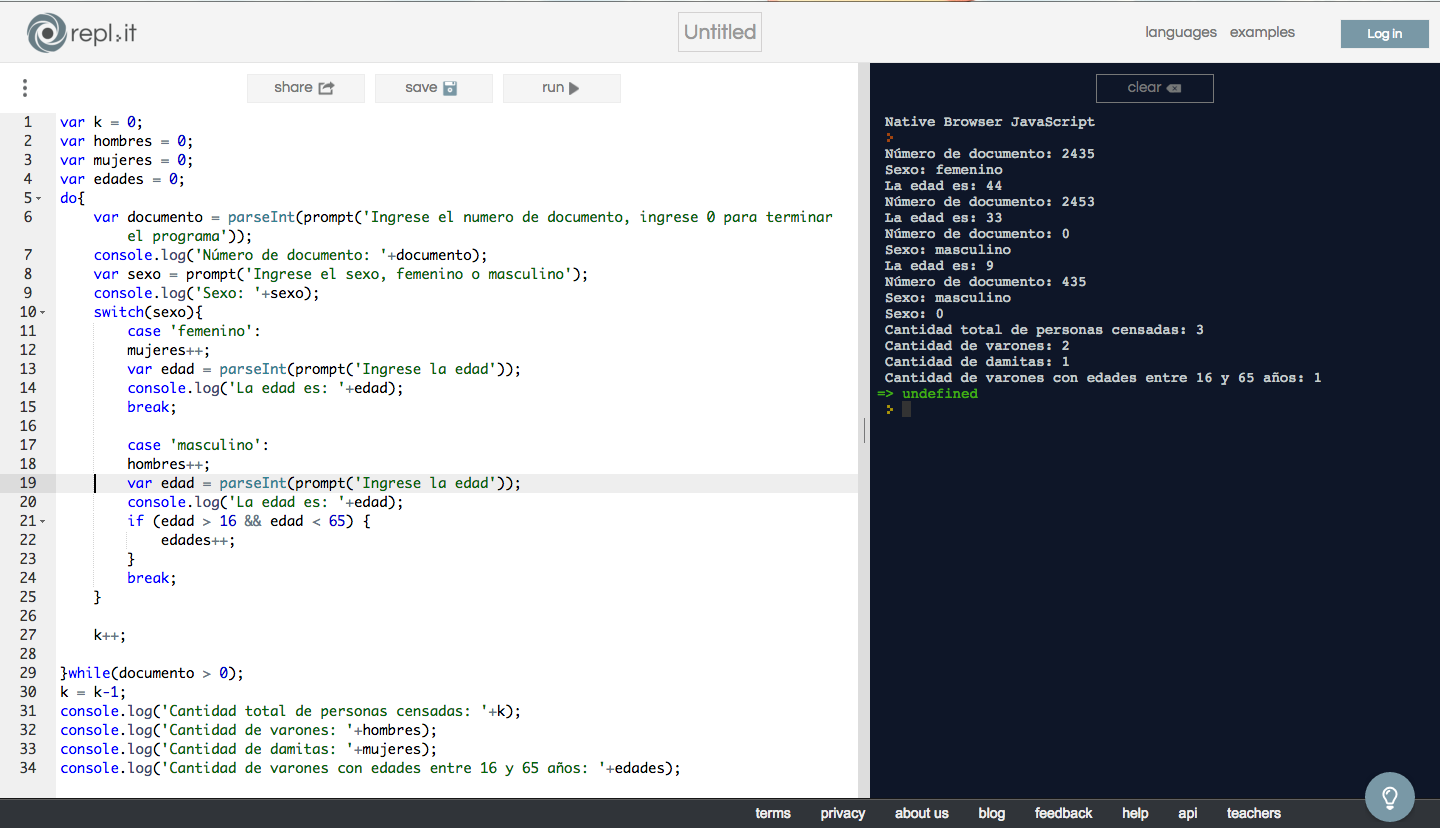 repl.it
Untitled
languages examples Log in
share save run
clear
1 var k = 0;
2 var hombres = 0;
3 var mujeres = 0;
4 var edades = 0;
5 do{
6 var documento = parseInt(prompt('Ingrese el numero de documento, ingrese 0 para terminar
el programa'));
7 console.log('Número de documento: '+documento);
8 var sexo = prompt('Ingrese el sexo, femenino o masculino');
9 console.log('Sexo: '+sexo);
10 switch(sexo){
11 case 'femenino':
12 mujeres++;
13 var edad = parseInt(prompt('Ingrese la edad'));
14 console.log('La edad es: '+edad);
15 break;
16
17 case 'masculino':
18 hombres++;
19 var edad = parseInt(prompt('Ingrese la edad'));
20 console.log('La edad es: '+edad);
21 if (edad > 16 && edad < 65) {
22 edades++;
23 }
24 break;
25 }
26
27 k++;
28
29 }while(documento > 0);
30 k = k-1;
31 console.log('Cantidad total de personas censadas: '+k);
32 console.log('Cantidad de varones: '+hombres);
33 console.log('Cantidad de damitas: '+mujeres);
34 console.log('Cantidad de varones con edades entre 16 y 65 años: '+edades);
Native Browser JavaScript
>
Número de documento: 2435
Sexo: femenino
La edad es: 44
Número de documento: 2453
La edad es: 33
Número de documento: 0
Sexo: masculino
La edad es: 9
Número de documento: 435
Sexo: masculino
Sexo: 0
Cantidad total de personas censadas: 3
Cantidad de varones: 2
Cantidad de damitas: 1
Cantidad de varones con edades entre 16 y 65 años: 1
=> undefined
>
terms privacy about us blog feedback help api teachers